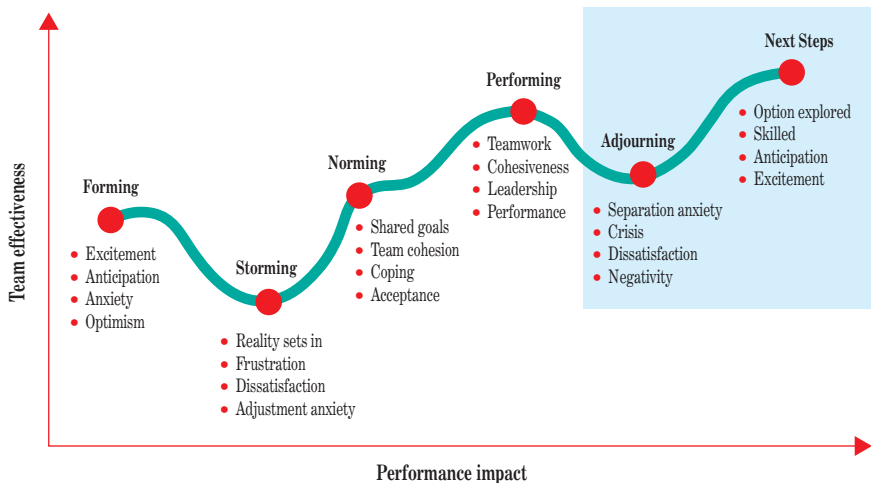 Team effectiveness
Forming
Excitement
Anticipation
Anxiety
Optimism
Storming
Reality sets in
Frustration
Dissatisfaction
Adjustment anxiety
Norming
Shared goals
Team cohesion
Coping
Acceptance
Performing
Teamwork
Cohesiveness
Leadership
Performance
Adjourning
Separation anxiety
Crisis
Dissatisfaction
Negativity
Next Steps
Option explored
Skilled
Anticipation
Excitement
Performance impact